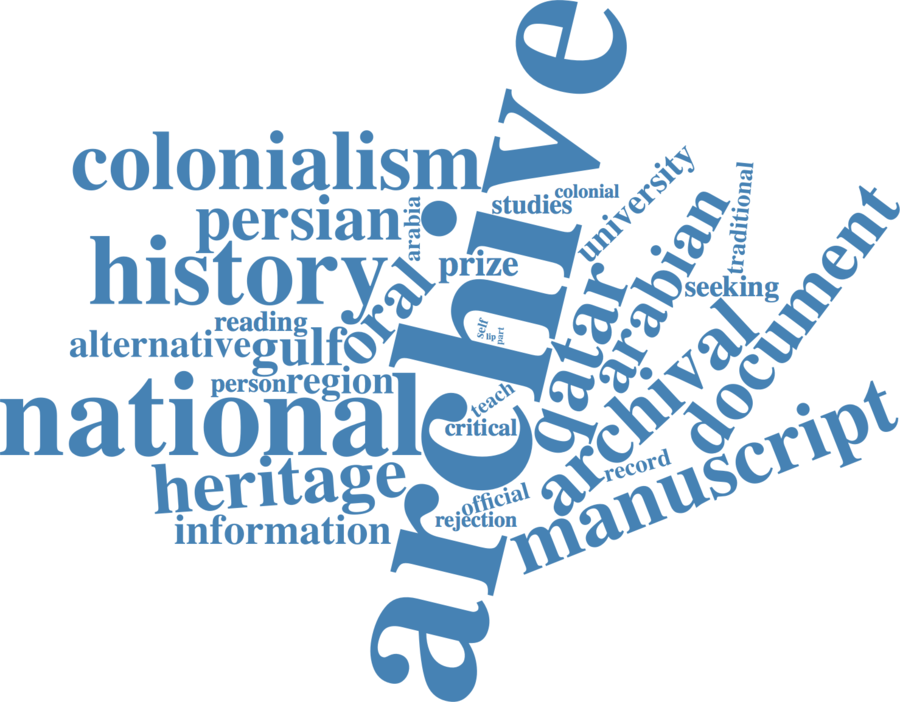 archive
colonialism
persian
arabia
history
oral
prize
studies
colonial
university
arabian
traditional
seeking
document
qatar
archival
manuscript
record
reading
alternative
gulf
self
tip
part
person
region
national
teach
critical
heritage
official
rejection
information